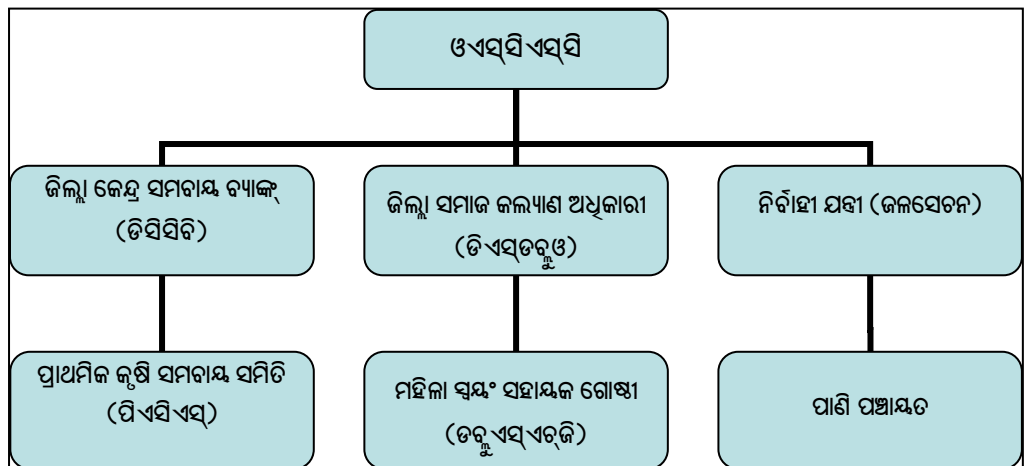 ଓଏସ୍‌ସିଏସ୍‌ସି
ଜିଲ୍ଲା କେନ୍ଦ୍ର ସମବାୟ ବ୍ୟାଙ୍କ୍
(ଡିସିସିବି)
ଜିଲ୍ଲା ସମାଜ କଲ୍ୟାଣ ଅଧିକାରୀ
(ଡିଏସ୍‌ଡବ୍ଲୁଓ)
ନିର୍ବାହୀ ଯନ୍ତ୍ରୀ (ଜଳସେଚନ)
ପ୍ରାଥମିକ କୃଷି ସମବାୟ ସମିତି
(ପିଏସିଏସ୍)
ମହିଳା ସ୍ୱୟଂ ସହାୟକ ଗୋଷ୍ଠୀ
(ଡବ୍ଲୁଏସ୍‌ଏଚ୍‌ଜି)
ପାଣି ପଞ୍ଚାୟତ